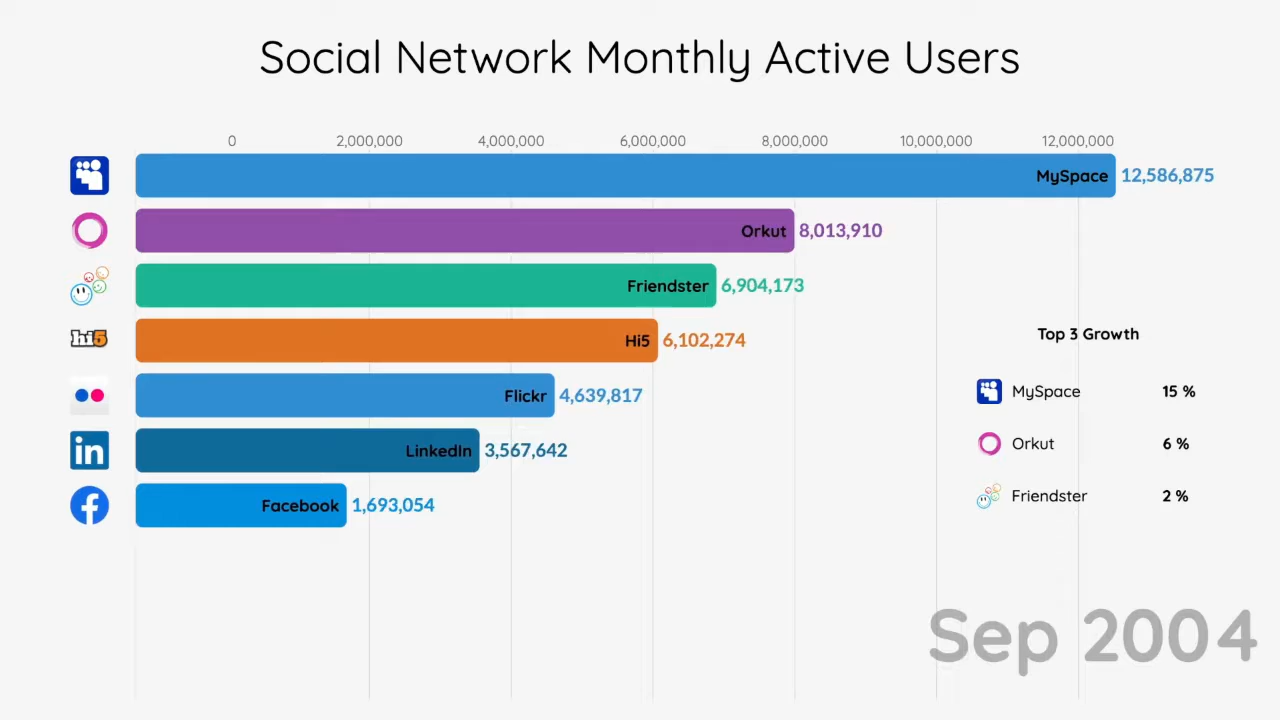 Social Network Monthly Active Users
0 2,000,000 4,000,000 6,000,000 8,000,000 10,000,000 12,000,000
MySpace 12,586,875
Orkut 8,013,910
Friendster 6,904,173
hi5 Hi5 6,102,274
Flickr 4,639,817
in LinkedIn 3,567,642
f Facebook 1,693,054
Top 3 Growth
MySpace 15 %
Orkut 6 %
Friendster 2 %
Sep 2004